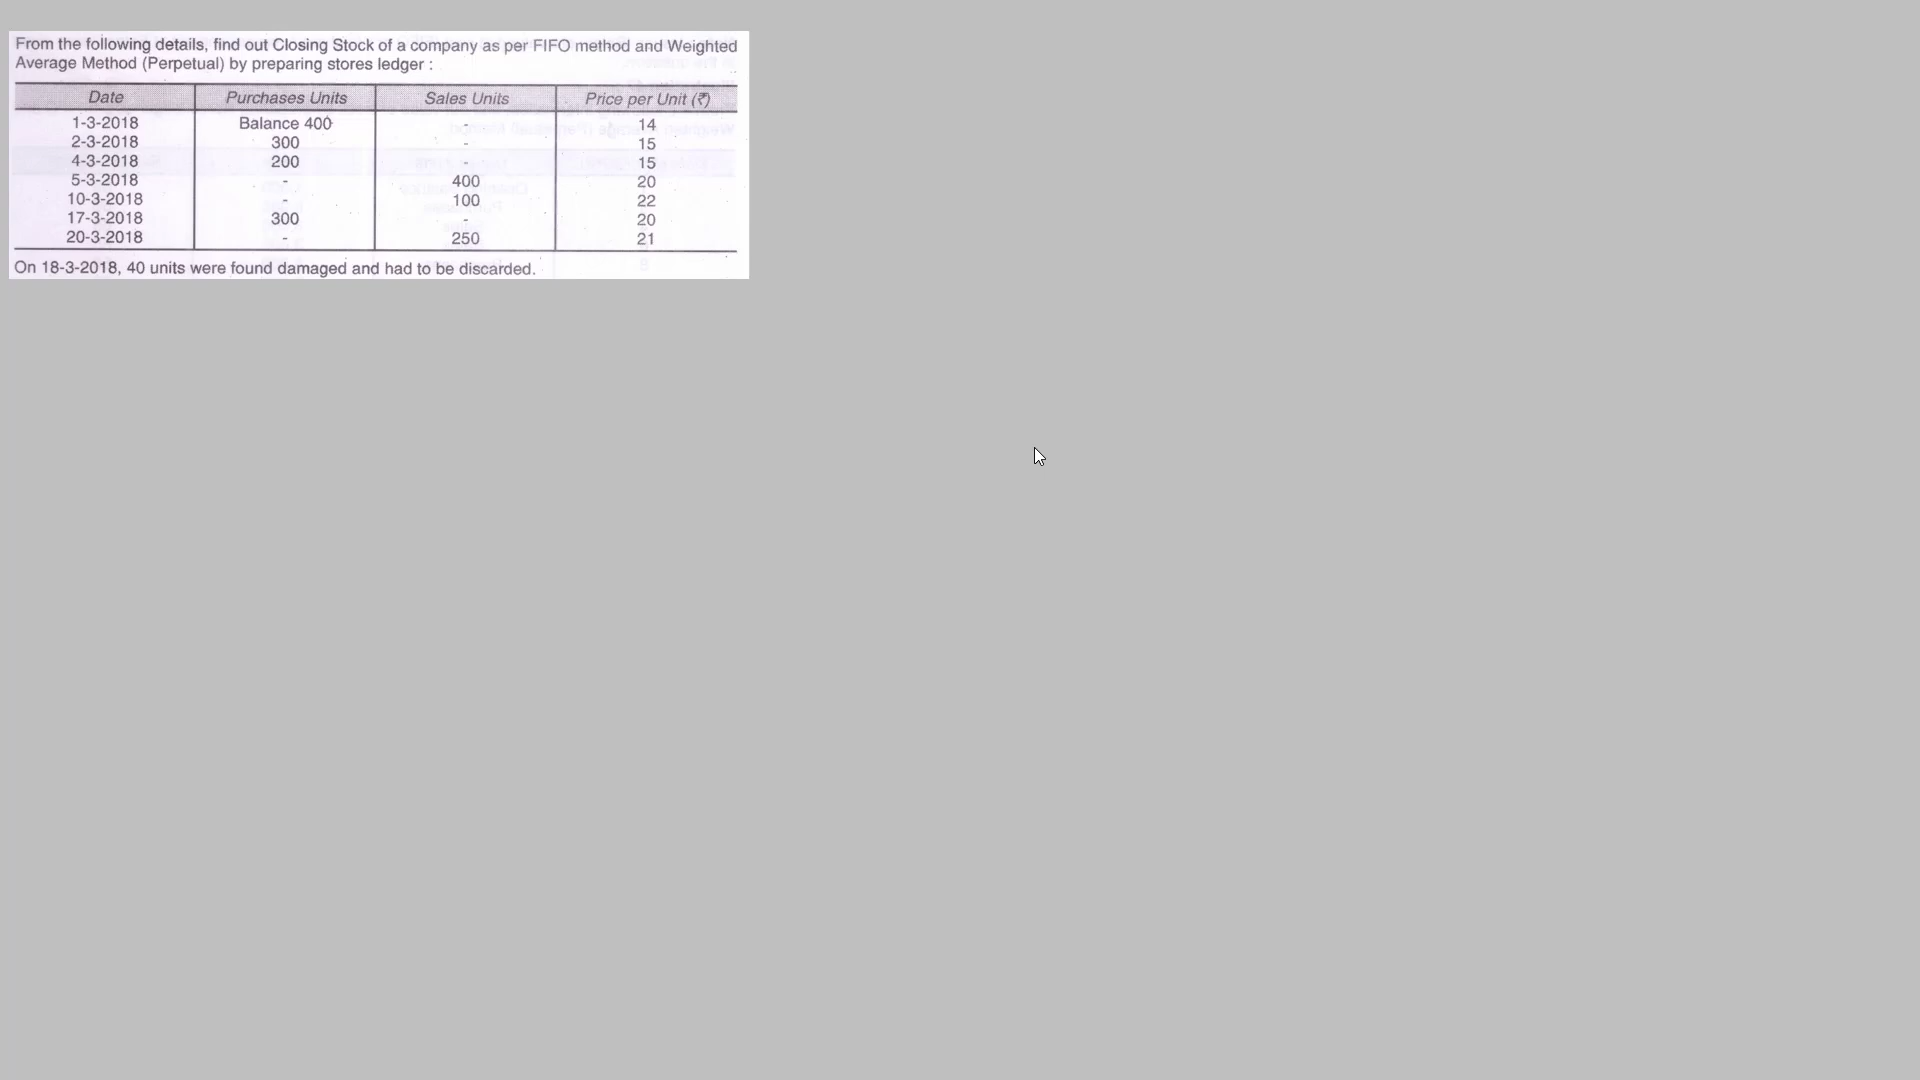 From the following details, find out Closing Stock of a company as per FIFO method and Weighted
Average Method (Perpetual) by preparing stores ledger :
Date Purchases Units Sales Units Price per Unit (₹)
1-3-2018 Balance 400 - 14
2-3-2018 300 - 15
4-3-2018 200 - 15
5-3-2018 - 400 20
10-3-2018 - 100 22
17-3-2018 300 - 20
20-3-2018 - 250 21
On 18-3-2018, 40 units were found damaged and had to be discarded.